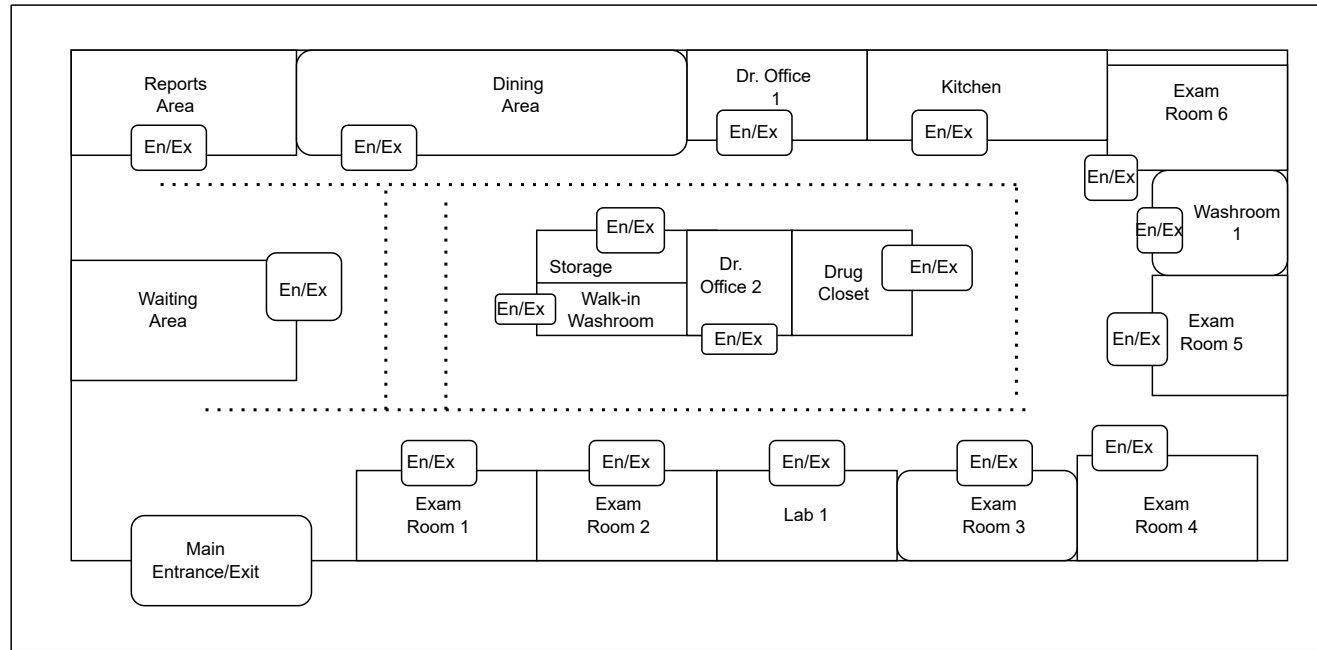 Reports
Area
En/Ex
Dining
Area
En/Ex
Dr. Office
1
En/Ex
Kitchen
En/Ex
Exam
Room 6
En/Ex
Washroom
1
En/Ex
Waiting
Area
En/Ex
En/Ex
Storage
Walk-in
Washroom
En/Ex
Dr.
Office 2
En/Ex
Drug
Closet
En/Ex
Exam
Room 5
En/Ex
En/Ex
Exam
Room 1
En/Ex
Exam
Room 2
En/Ex
Lab 1
En/Ex
Exam
Room 3
En/Ex
Exam
Room 4
Main
Entrance/Exit